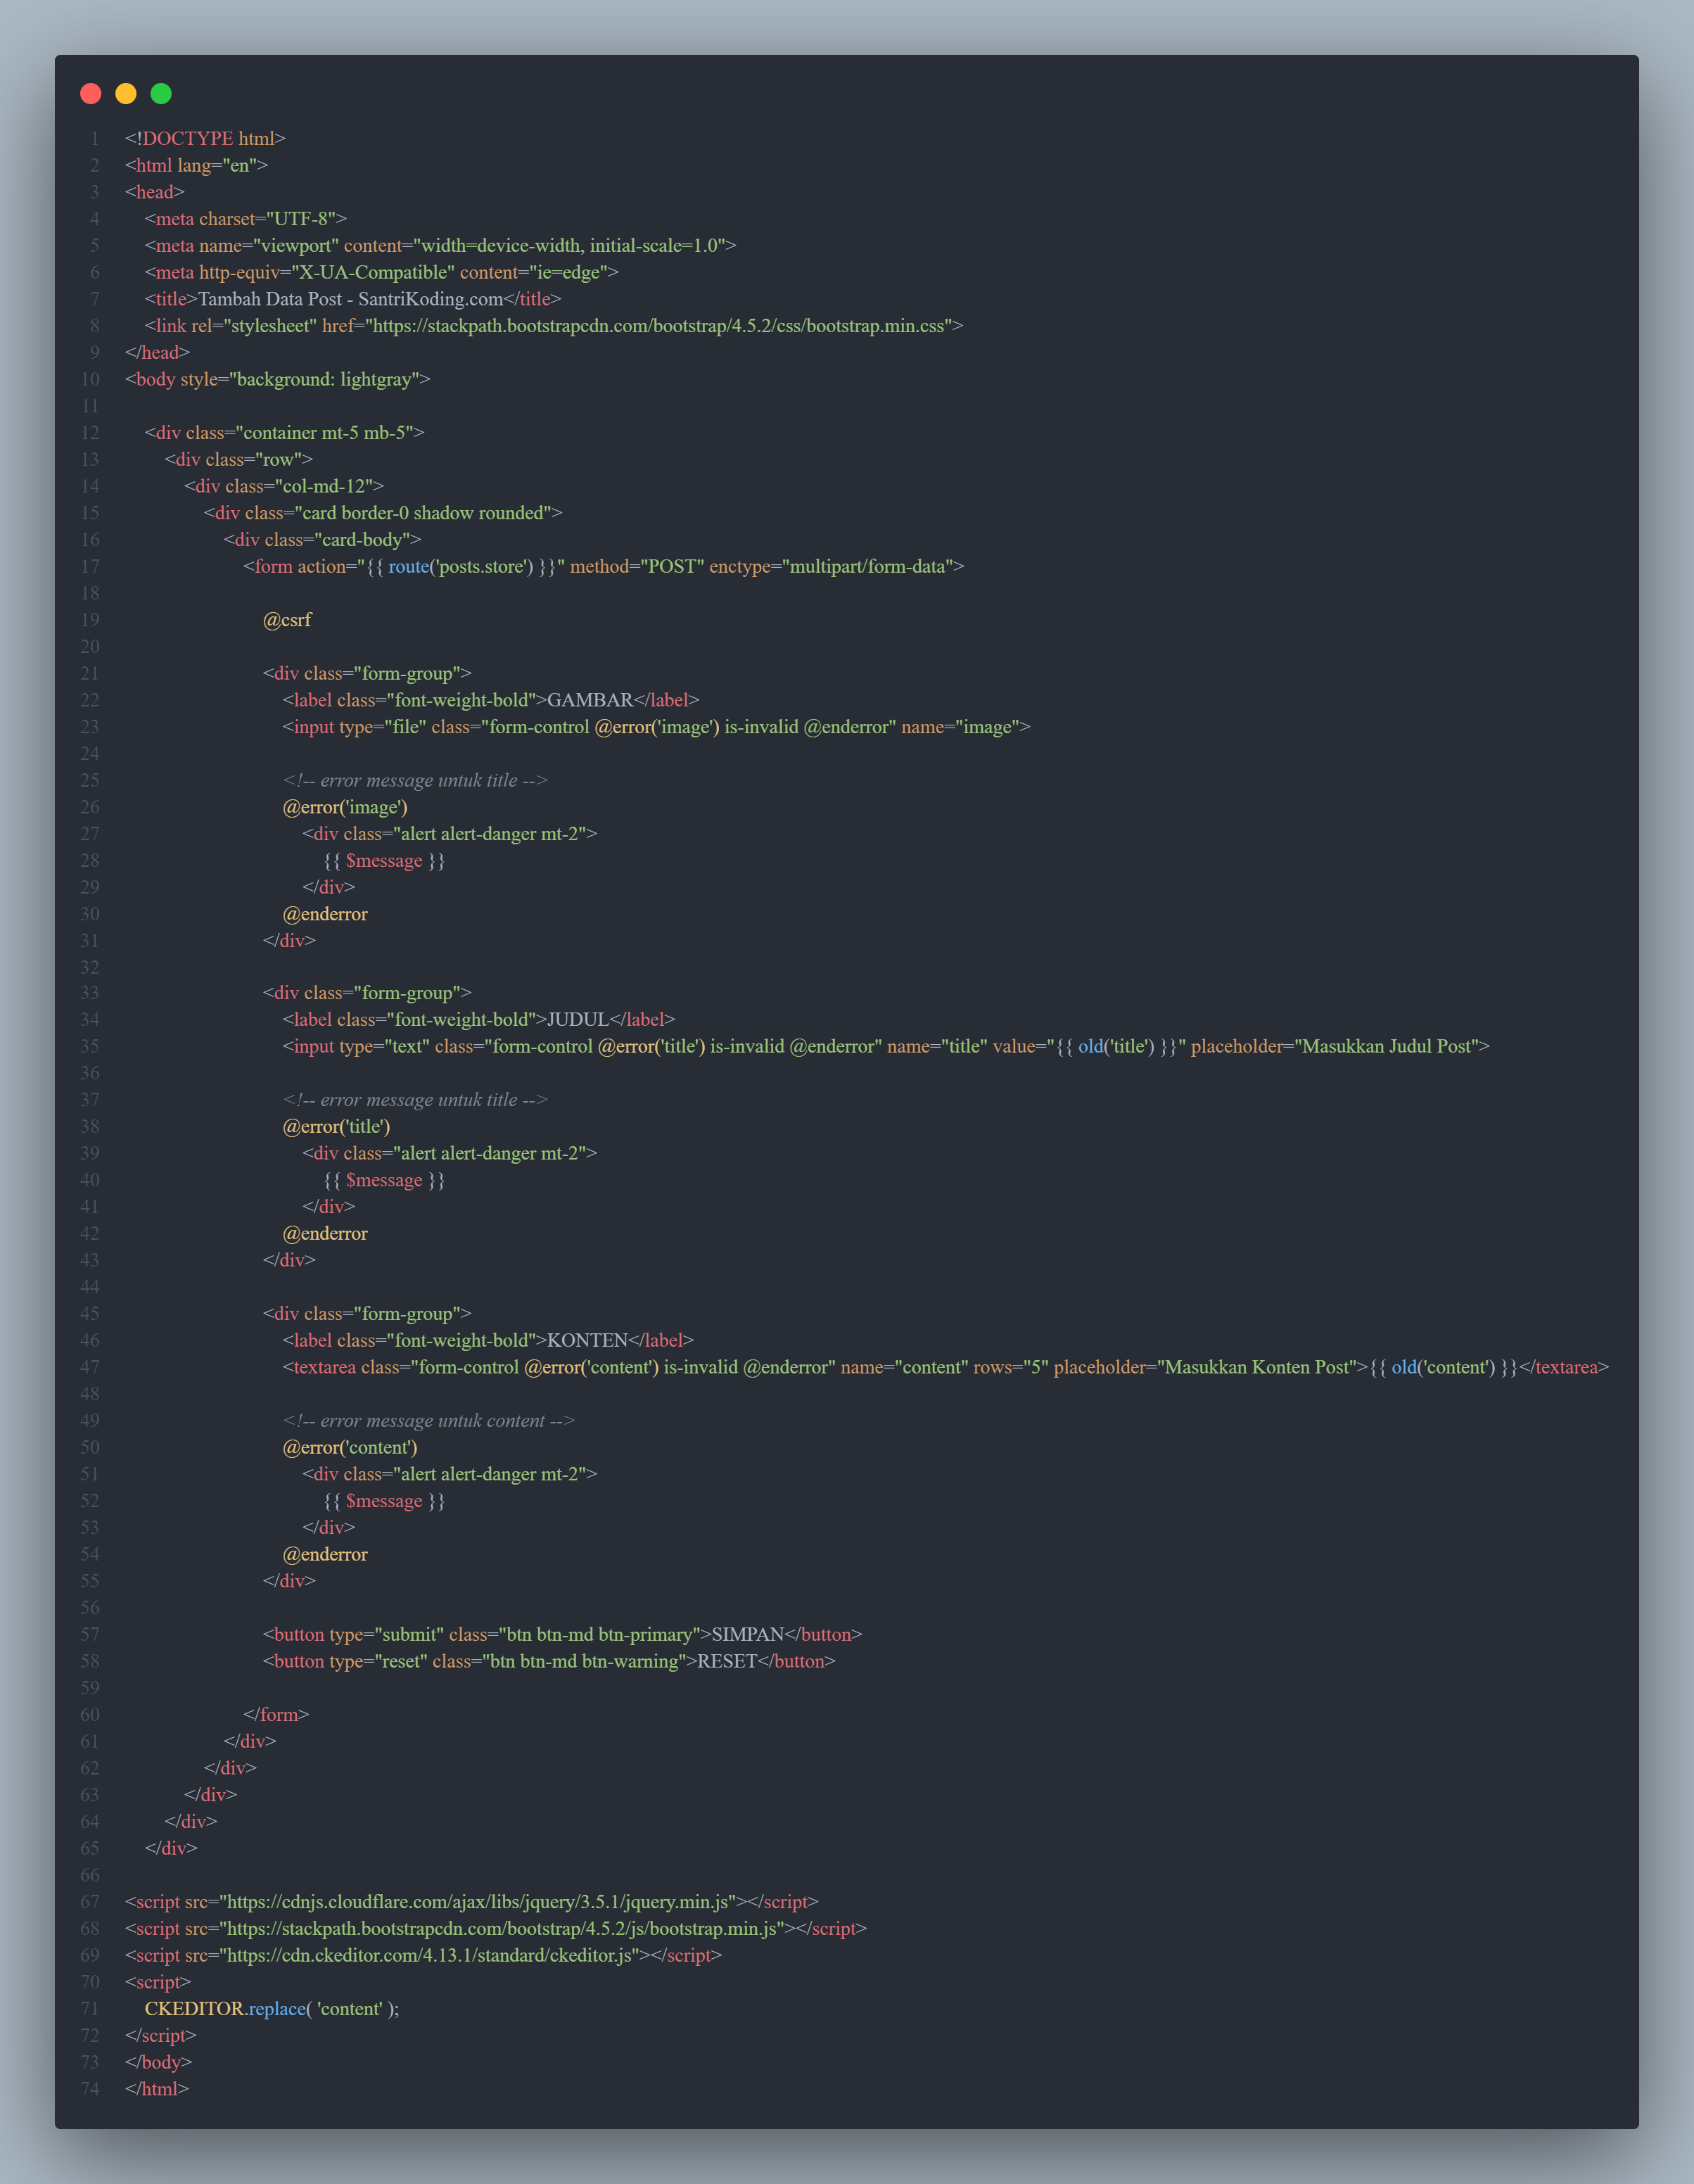 1 <!DOCTYPE html>
2 <html lang="en">
3 <head>
4     <meta charset="UTF-8">
5     <meta name="viewport" content="width=device-width, initial-scale=1.0">
6     <meta http-equiv="X-UA-Compatible" content="ie=edge">
7     <title>Tambah Data Post - SantriKoding.com</title>
8     <link rel="stylesheet" href="https://stackpath.bootstrapcdn.com/bootstrap/4.5.2/css/bootstrap.min.css">
9 </head>
10 <body style="background: lightgray">
11
12     <div class="container mt-5 mb-5">
13         <div class="row">
14             <div class="col-md-12">
15                 <div class="card border-0 shadow rounded">
16                     <div class="card-body">
17                         <form action="{{ route('posts.store') }}" method="POST" enctype="multipart/form-data">
18
19                             @csrf
20
21                             <div class="form-group">
22                                 <label class="font-weight-bold">GAMBAR</label>
23                                 <input type="file" class="form-control @error('image') is-invalid @enderror" name="image">
24
25                                 <!-- error message untuk title -->
26                                 @error('image')
27                                     <div class="alert alert-danger mt-2">
28                                         {{ $message }}
29                                     </div>
30                                 @enderror
31                             </div>
32
33                             <div class="form-group">
34                                 <label class="font-weight-bold">JUDUL</label>
35                                 <input type="text" class="form-control @error('title') is-invalid @enderror" name="title" value="{{ old('title') }}" placeholder="Masukkan Judul Post">
36
37                                 <!-- error message untuk title -->
38                                 @error('title')
39                                     <div class="alert alert-danger mt-2">
40                                         {{ $message }}
41                                     </div>
42                                 @enderror
43                             </div>
44
45                             <div class="form-group">
46                                 <label class="font-weight-bold">KONTEN</label>
47                                 <textarea class="form-control @error('content') is-invalid @enderror" name="content" rows="5" placeholder="Masukkan Konten Post">{{ old('content') }}</textarea>
48
49                                 <!-- error message untuk content -->
50                                 @error('content')
51                                     <div class="alert alert-danger mt-2">
52                                         {{ $message }}
53                                     </div>
54                                 @enderror
55                             </div>
56
57                             <button type="submit" class="btn btn-md btn-primary">SIMPAN</button>
58                             <button type="reset" class="btn btn-md btn-warning">RESET</button>
59
60                         </form>
61                     </div>
62                 </div>
63             </div>
64         </div>
65     </div>
66
67 <script src="https://cdnjs.cloudflare.com/ajax/libs/jquery/3.5.1/jquery.min.js"></script>
68 <script src="https://stackpath.bootstrapcdn.com/bootstrap/4.5.2/js/bootstrap.min.js"></script>
69 <script src="https://cdn.ckeditor.com/4.13.1/standard/ckeditor.js"></script>
70 <script>
71     CKEDITOR.replace( 'content' );
72 </script>
73 </body>
74 </html>